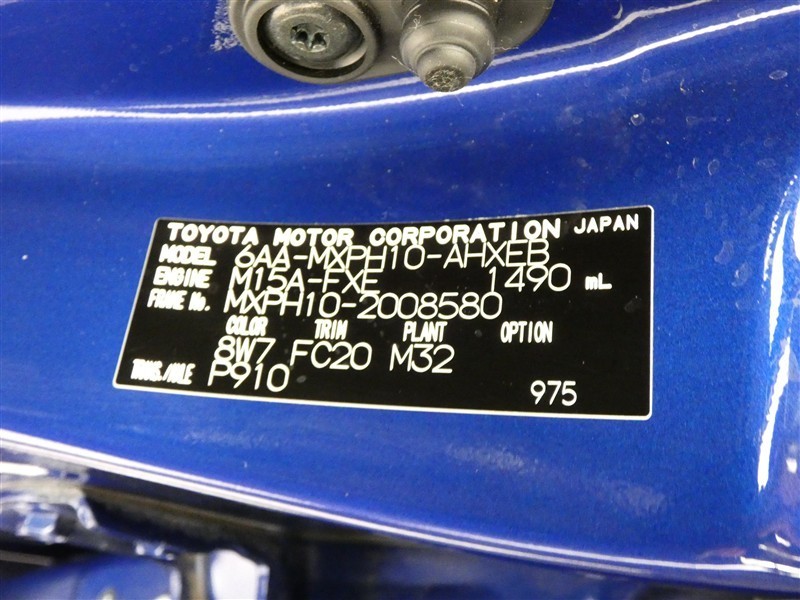 TOYOTA MOTOR CORPORATION JAPAN
MODEL 6AA-MXPH10-AHXEB
ENGINE M15A-FXE 1490 mL
FRAME No. MXPH10-2008580
COLOR TRIM PLANT OPTION
8W7 FC20 M32
TRANS./AXLE P910
975